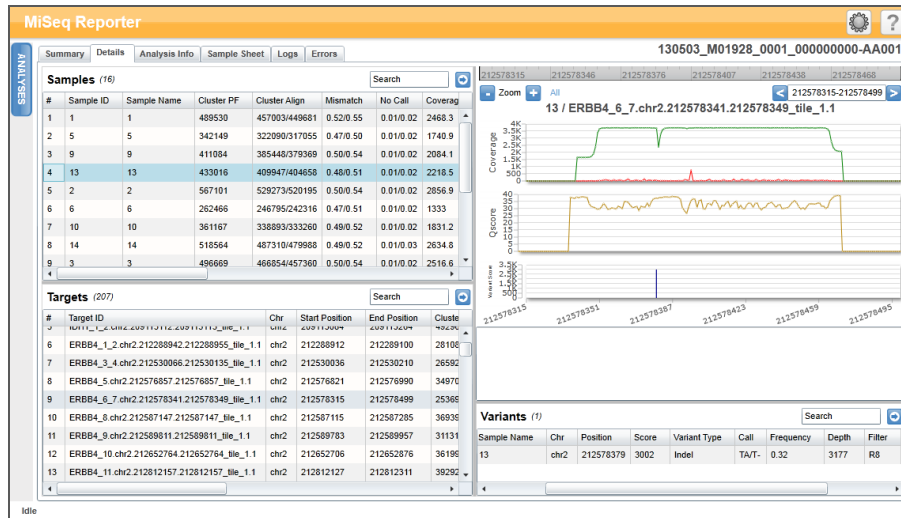 MiSeq Reporter
?
ANALYSES
Summary Details Analysis Info Sample Sheet Logs Errors
130503_M01928_0001_000000000-AA001
Samples (16) Search
# Sample ID Sample Name Cluster PF Cluster Align Mismatch No Call Coverag
1 1 1 489530 457003/449681 0.52/0.55 0.01/0.02 2468.3
2 5 5 342149 322090/317055 0.47/0.50 0.01/0.02 1740.9
3 9 9 411084 385448/379369 0.50/0.54 0.01/0.02 2084.1
4 13 13 433016 409947/404658 0.48/0.51 0.01/0.02 2218.5
5 2 2 567101 529273/520195 0.50/0.54 0.01/0.02 2856.9
6 6 6 262466 246795/242316 0.47/0.51 0.01/0.02 1333
7 10 10 361167 338893/333260 0.49/0.52 0.01/0.02 1831.2
8 14 14 518564 487310/479988 0.49/0.52 0.01/0.03 2634.8
9 3 3 496669 466854/457360 0.50/0.54 0.01/0.02 2516.6
Targets (207) Search
# Target ID Chr Start Position End Position Cluste
6 ERBB4_1_2.chr2.212288942.212288955_tile_1.1 chr2 212288912 212289100 28108
7 ERBB4_3_4.chr2.212530066.212530135_tile_1.1 chr2 212530036 212530210 26592
8 ERBB4_5.chr2.212576857.212576857_tile_1.1 chr2 212576821 212576990 34970
9 ERBB4_6_7.chr2.212578341.212578349_tile_1.1 chr2 212578315 212578499 25369
10 ERBB4_8.chr2.212587147.212587147_tile_1.1 chr2 212587115 212587285 36939
11 ERBB4_9.chr2.212589811.212589811_tile_1.1 chr2 212589783 212589957 31131
12 ERBB4_10.chr2.212652764.212652764_tile_1.1 chr2 212652706 212652876 36199
13 ERBB4_11.chr2.212812157.212812157_tile_1.1 chr2 212812127 212812311 39292
212578315 212578346 212578376 212578407 212578438 212578468
- Zoom + All < 212578315-212578499 >
13 / ERBB4_6_7.chr2.212578341.212578349_tile_1.1
Coverage
4K
3.5K
3K
2.5K
2K
1.5K
1K
500
0
Qscore
40
35
30
25
20
15
10
5
0
Variant Score
3.5K
3K
2.5K
2K
1.5K
1K
500
0
212578315 212578351 212578387 212578423 212578459 212578495
Variants (1) Search
Sample Name Chr Position Score Variant Type Call Frequency Depth Filter
13 chr2 212578379 3002 Indel TA/T- 0.32 3177 R8
Idle